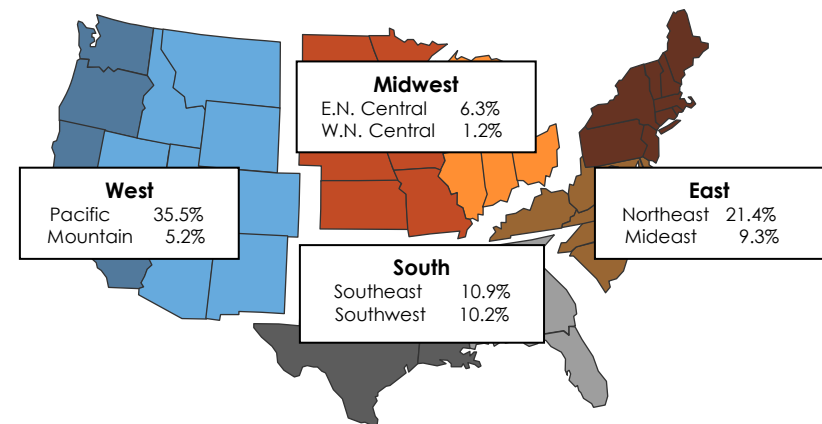 Midwest
E.N. Central 6.3%
W.N. Central 1.2%
West
Pacific 35.5%
Mountain 5.2%
East
Northeast 21.4%
Mideast 9.3%
South
Southeast 10.9%
Southwest 10.2%